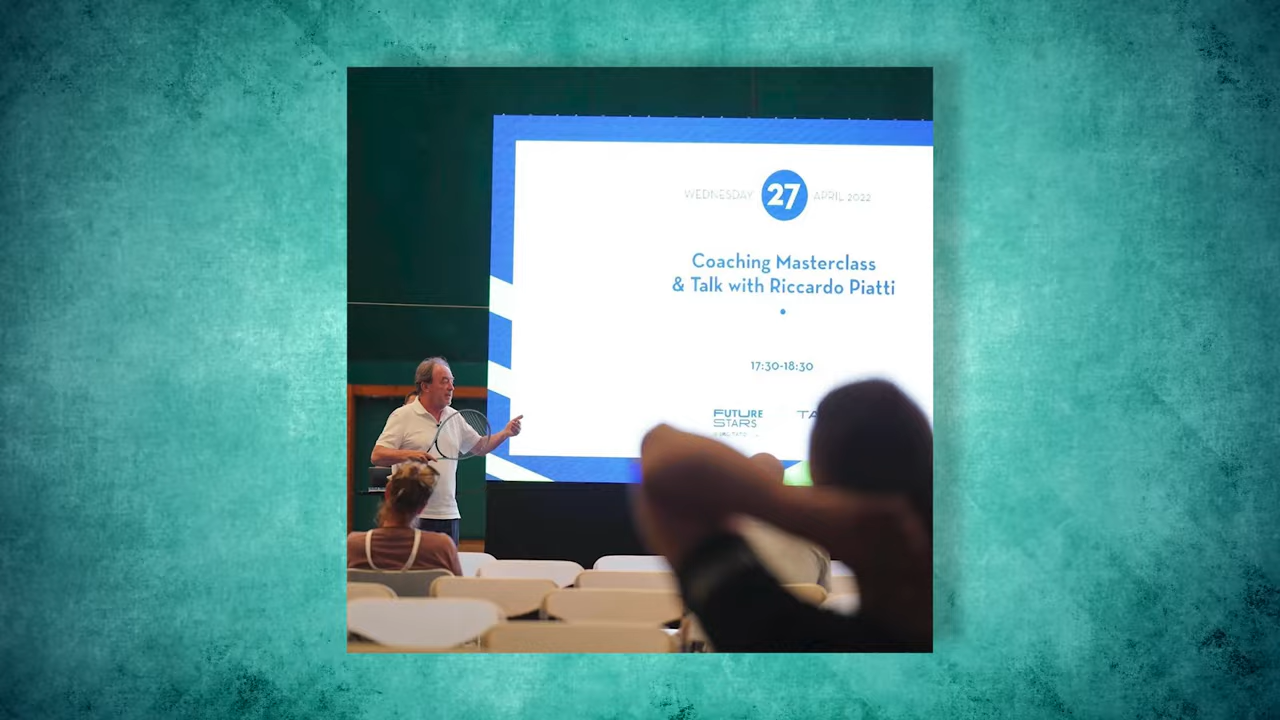 WEDNESDAY 27 APRIL 2022
Coaching Masterclass
& Talk with Riccardo Piatti
17:30-18:30
FUTURE
STARS